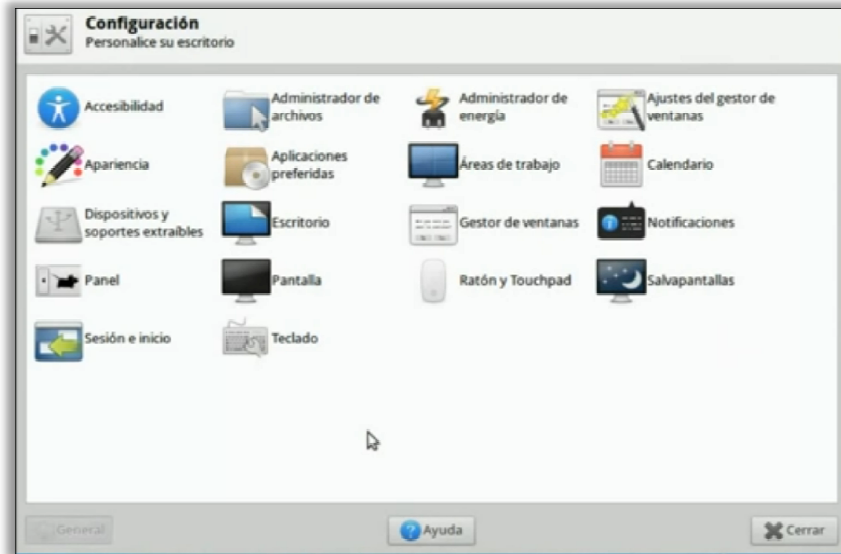 Configuración
Personalice su escritorio
Accesibilidad
Administrador de
archivos
Administrador de
energía
Ajustes del gestor de
ventanas
Apariencia
Aplicaciones
preferidas
Áreas de trabajo
Calendario
Dispositivos y
soportes extraíbles
Escritorio
Gestor de ventanas
Notificaciones
Panel
Pantalla
Ratón y Touchpad
Salvapantallas
Sesión e inicio
Teclado
General
Ayuda
Cerrar